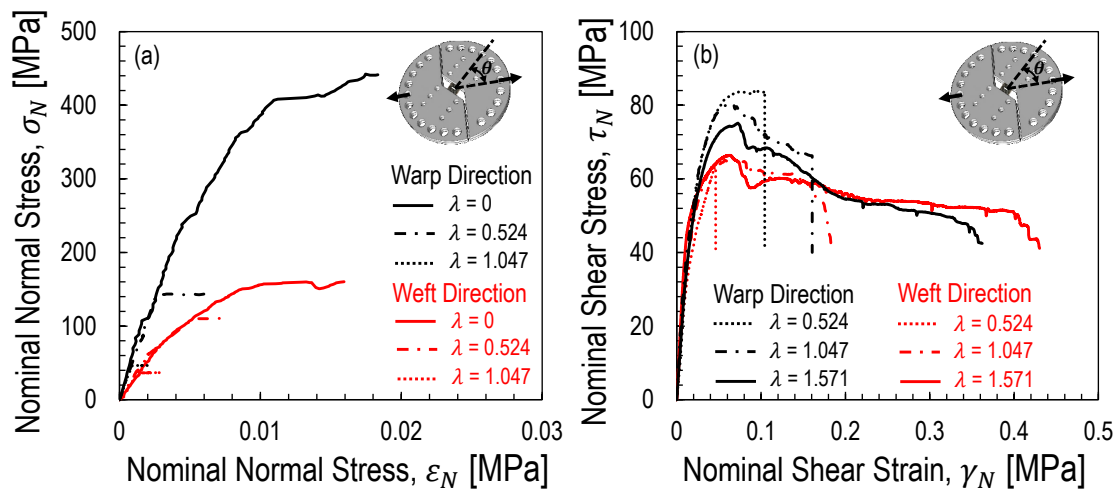 (a)
Nominal Normal Stress, σ_N [MPa]
500
400
300
200
100
0
θ
Warp Direction
λ = 0
λ = 0.524
λ = 1.047
Weft Direction
λ = 0
λ = 0.524
λ = 1.047
0 0.01 0.02 0.03
Nominal Normal Stress, ε_N [MPa]
(b)
Nominal Shear Stress, τ_N [MPa]
100
80
60
40
20
0
θ
Warp Direction
λ = 0.524
λ = 1.047
λ = 1.571
Weft Direction
λ = 0.524
λ = 1.047
λ = 1.571
0 0.1 0.2 0.3 0.4 0.5
Nominal Shear Strain, γ_N [MPa]